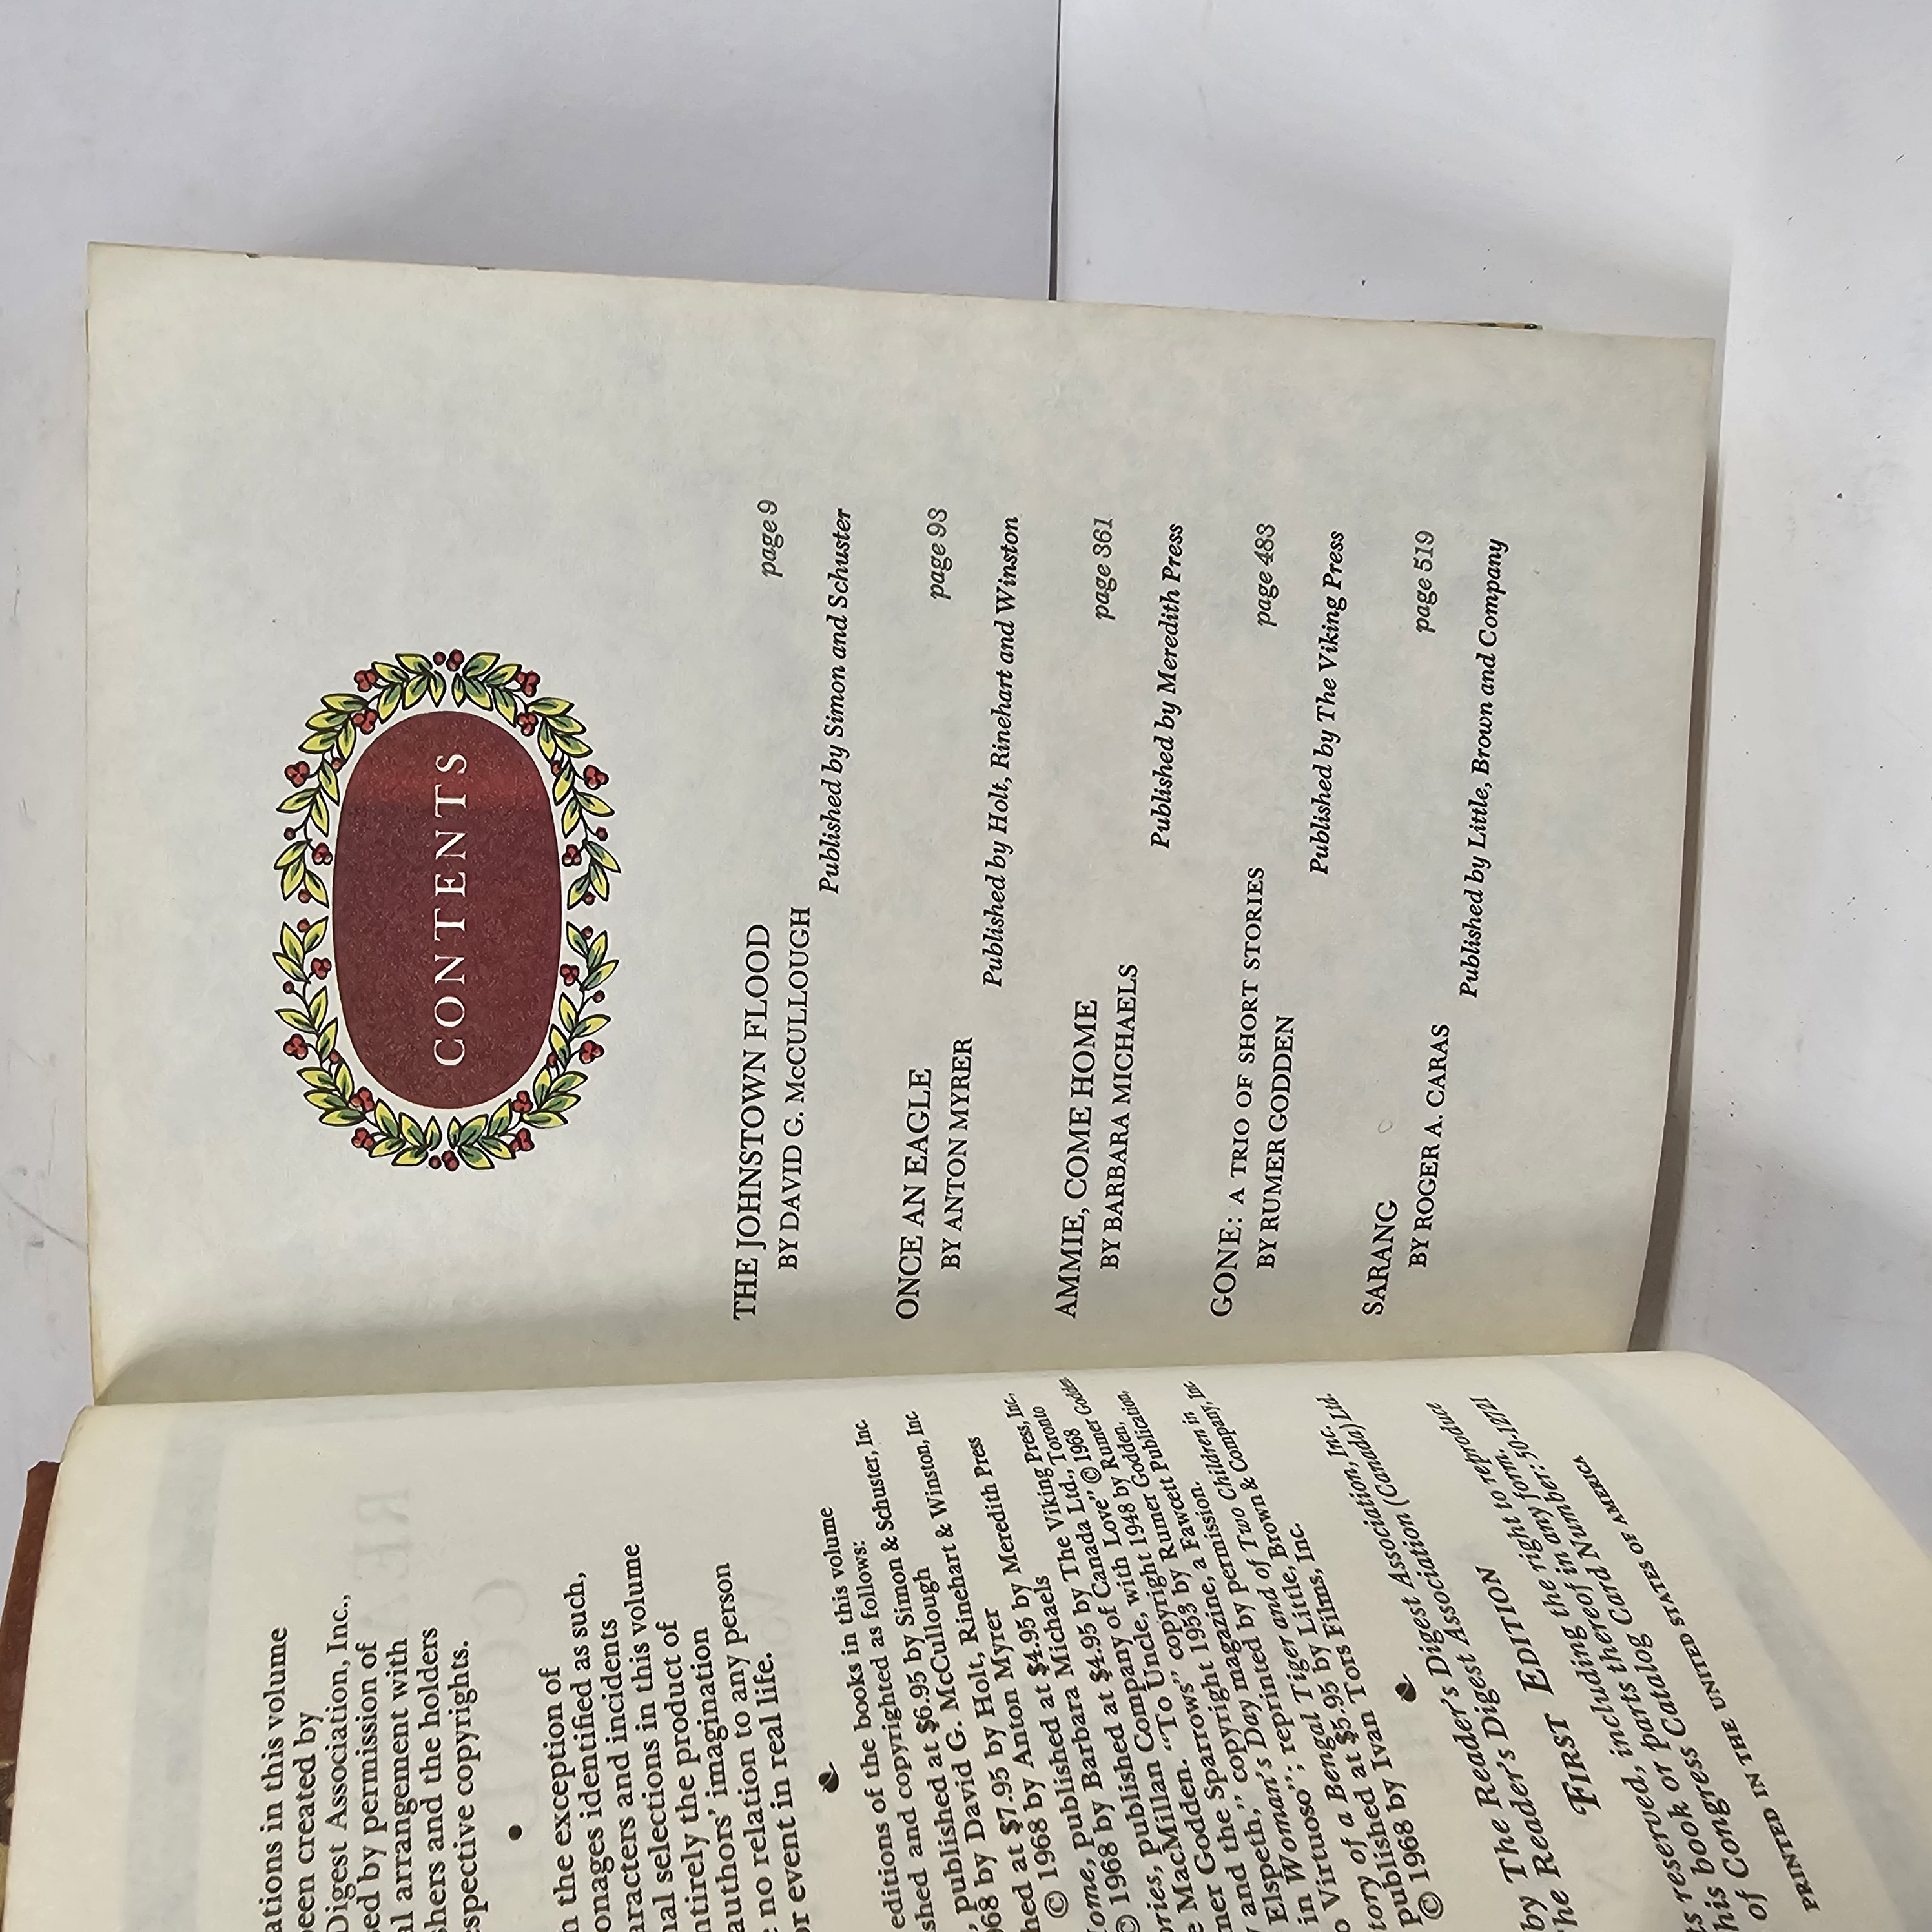 ations in this volume
been created by
Digest Association, Inc.,
sed by permission of
al arrangement with
shers and the holders
espective copyrights.
n the exception of
onages identified as such,
aracters and incidents
nal selections in this volume
ntirely the product of
authors' imagination
e no relation to any person
or event in real life.
editions of the books in this volume
shed and copyrighted as follows:
, published at $6.95 by Simon & Schuster, Inc.
968 by David G. McCullough
hed at $7.95 by Holt, Rinehart & Winston, Inc.
© 1968 by Anton Myrer
Home, published at $4.95 by Meredith Press
© 1968 by Barbara Michaels
ories, published at $4.95 by The Viking Press, Inc.,
e MacMillan Company of Canada Ltd., Toronto
mer Godden. "To Uncle, with Love" © 1968
y and the Sparrows" copyright 1948 by Rumer Godden.
Elspeth," copyright 1953 by Rumer Godden,
in Woman's Day magazine, a Fawcett Publication,
o Virtuoso"; reprinted by permission.
tory of a Bengal Tiger and of Two Children in
published at $5.95 by Little, Brown & Company, Inc.
© 1968 by Ivan Tors Films, Inc.
by The Reader's Digest Association, Inc.
The Reader's Digest Association (Canada) Ltd.
FIRST EDITION
ts reserved, including the right to reproduce
his book or parts thereof in any form.
of Congress Catalog Card Number: 50-12721
PRINTED IN THE UNITED STATES OF AMERICA
CONTENTS
THE JOHNSTOWN FLOOD page 9
BY DAVID G. McCULLOUGH
Published by Simon and Schuster
ONCE AN EAGLE page 93
BY ANTON MYRER
Published by Holt, Rinehart and Winston
AMMIE, COME HOME page 361
BY BARBARA MICHAELS
Published by Meredith Press
GONE: A TRIO OF SHORT STORIES page 483
BY RUMER GODDEN
Published by The Viking Press
SARANG page 519
BY ROGER A. CARAS
Published by Little, Brown and Company